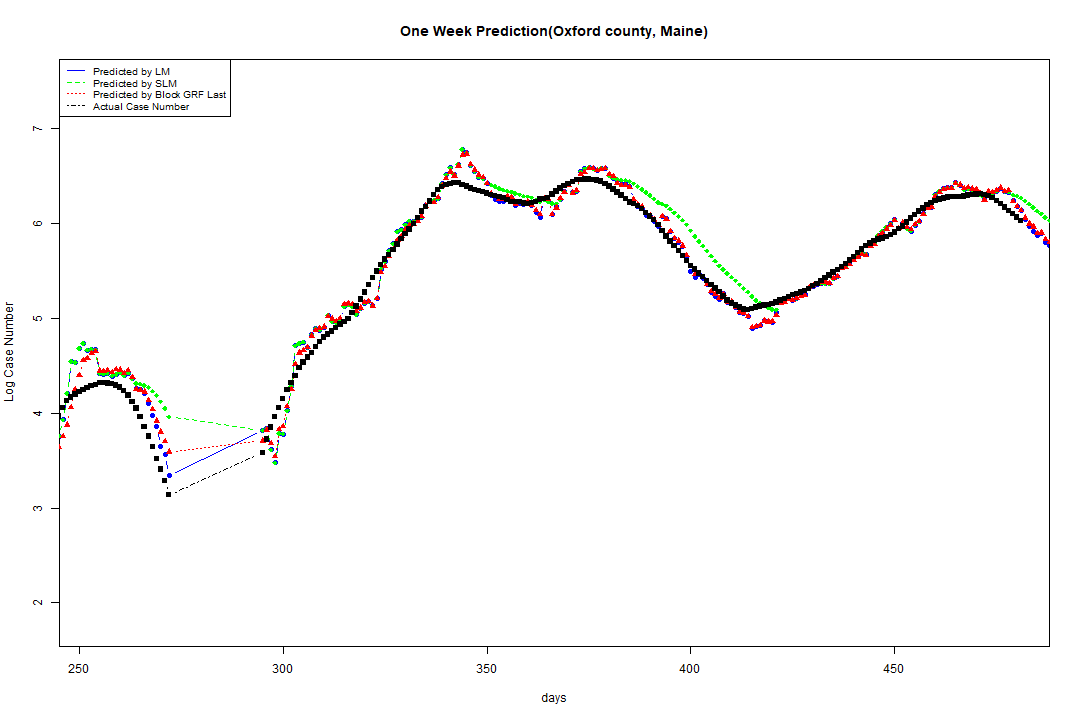 One Week Prediction(Oxford county, Maine)
Predicted by LM
Predicted by SLM
Predicted by Block GRF Last
Actual Case Number
7
6
5
4
3
2
Log Case Number
250 300 350 400 450
days